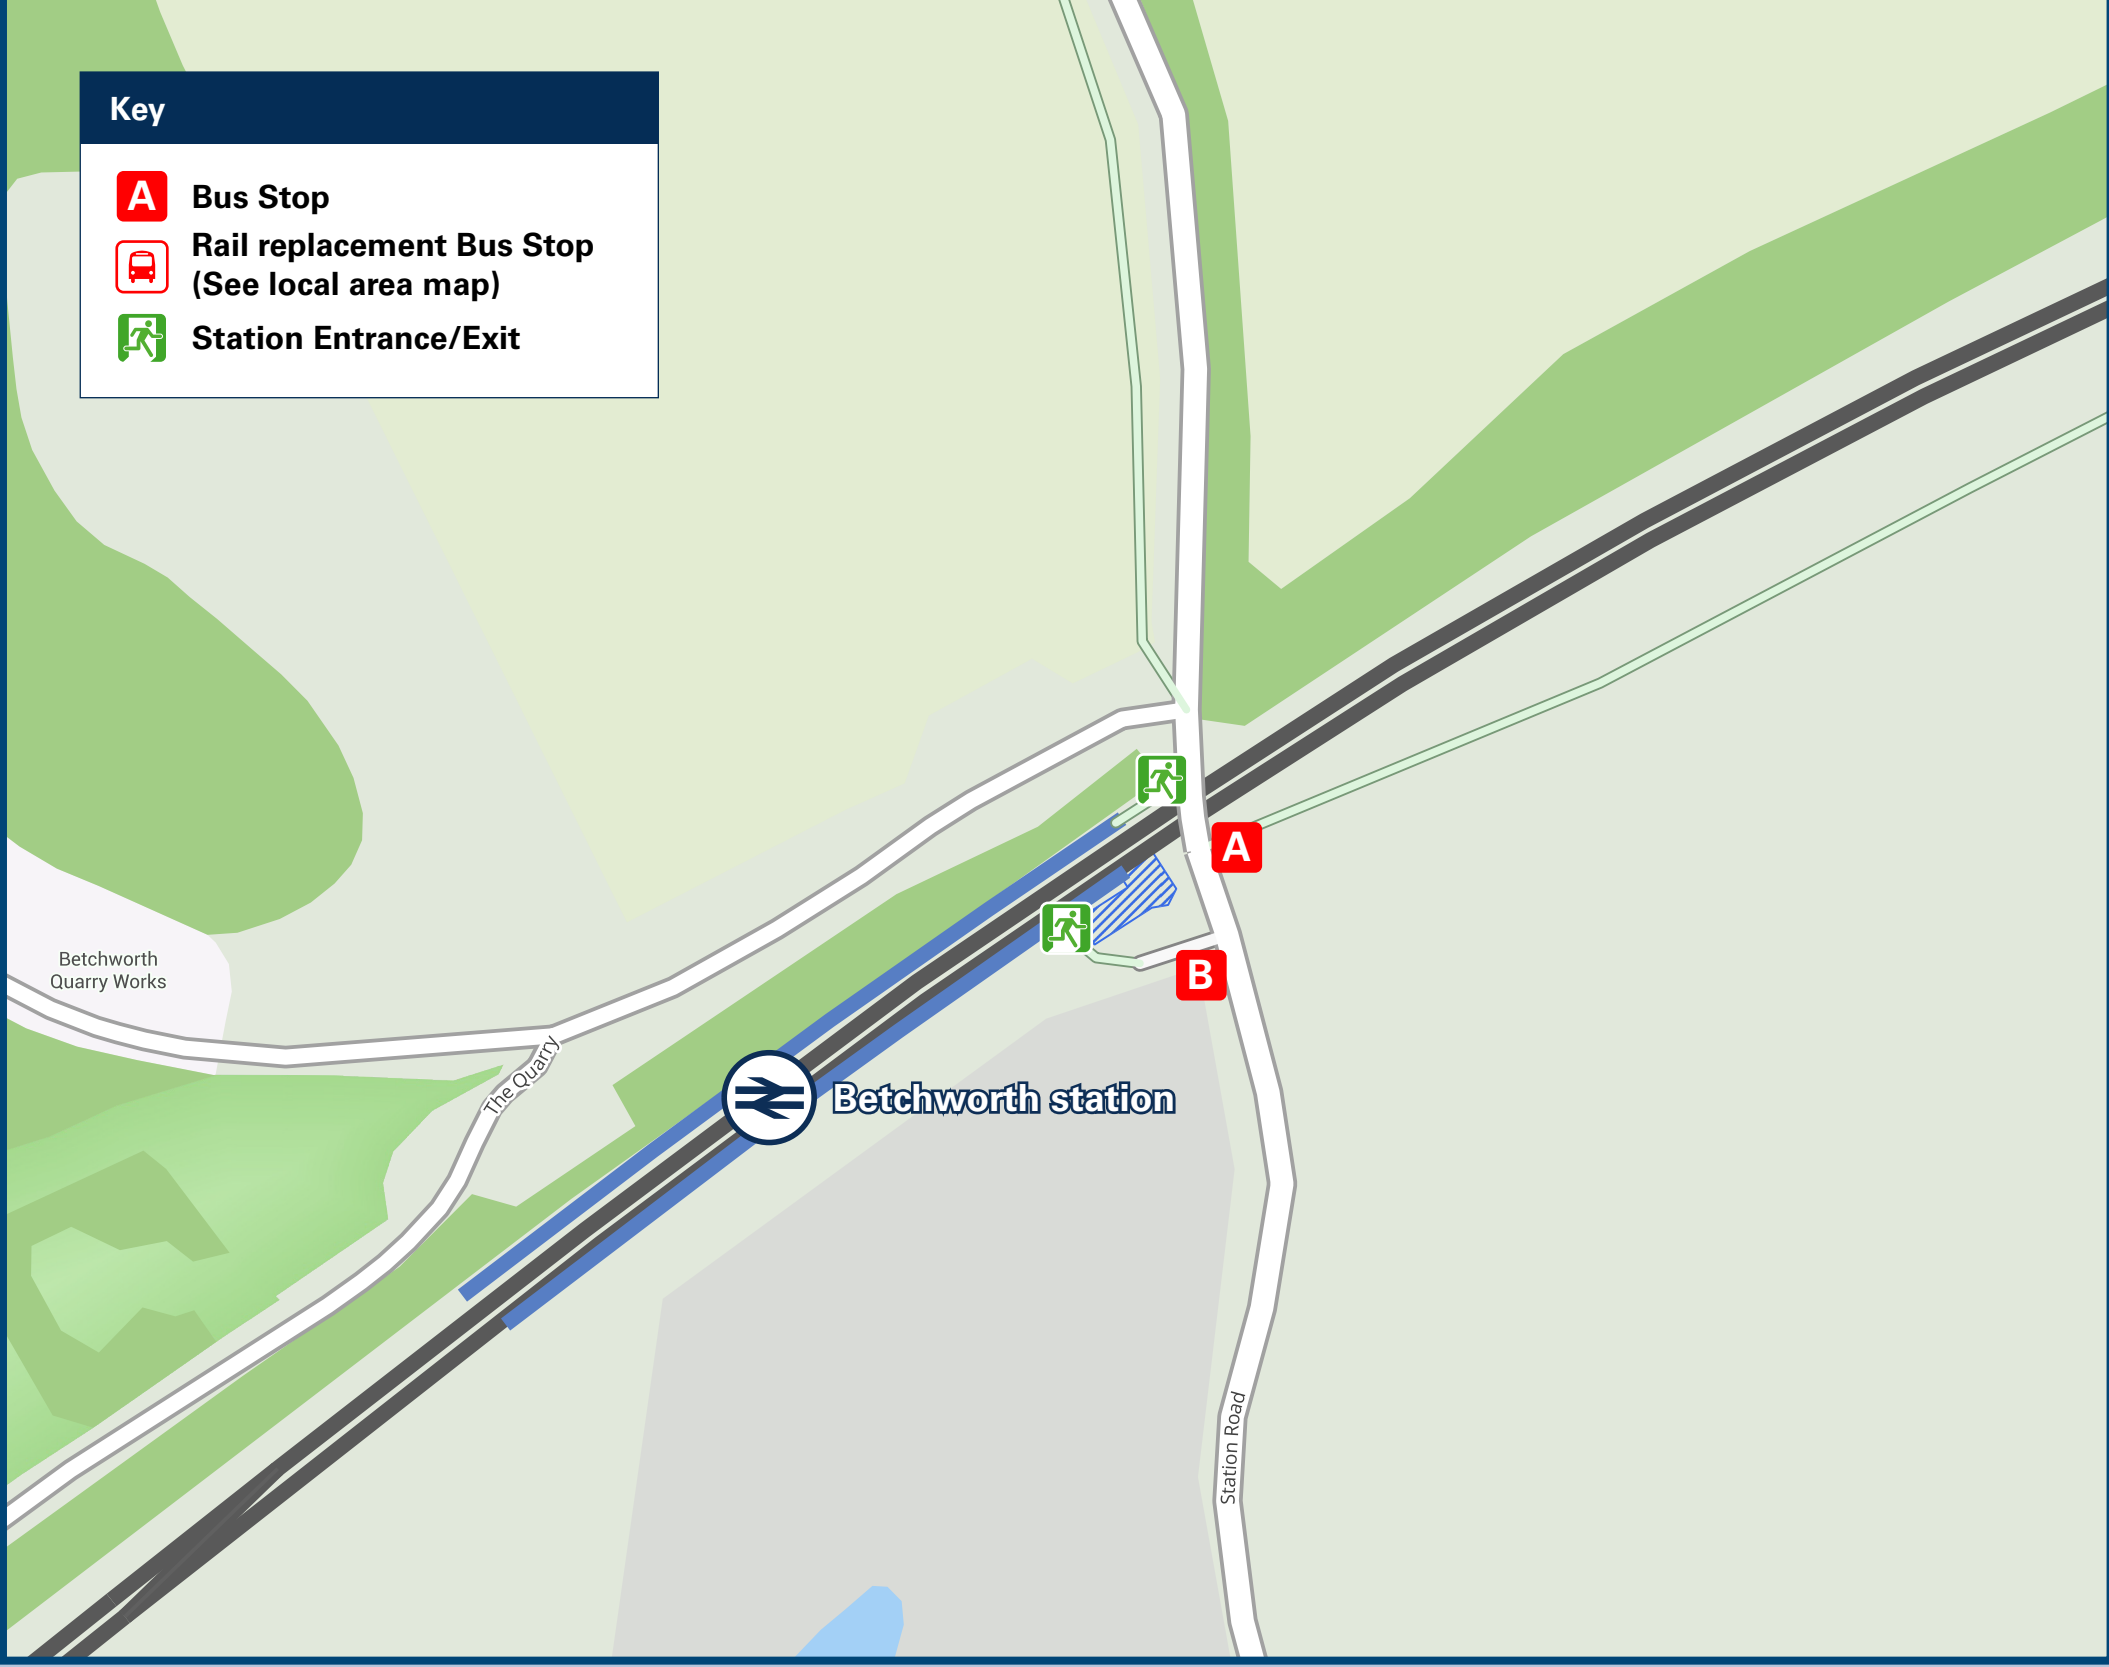 Key
A
Bus Stop
Rail replacement Bus Stop
(See local area map)
Station Entrance/Exit
A
B
Betchworth
Quarry Works
The Quarry
Betchworth station
Station Road